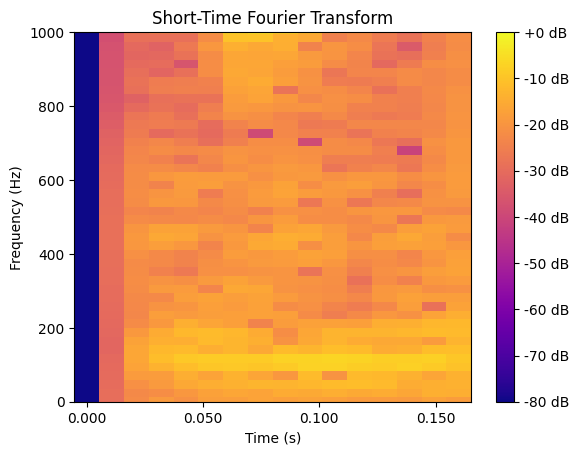 Short-Time Fourier Transform
1000
800
600
400
200
0
Frequency (Hz)
0.000
0.050
0.100
0.150
Time (s)
+0 dB
-10 dB
-20 dB
-30 dB
-40 dB
-50 dB
-60 dB
-70 dB
-80 dB